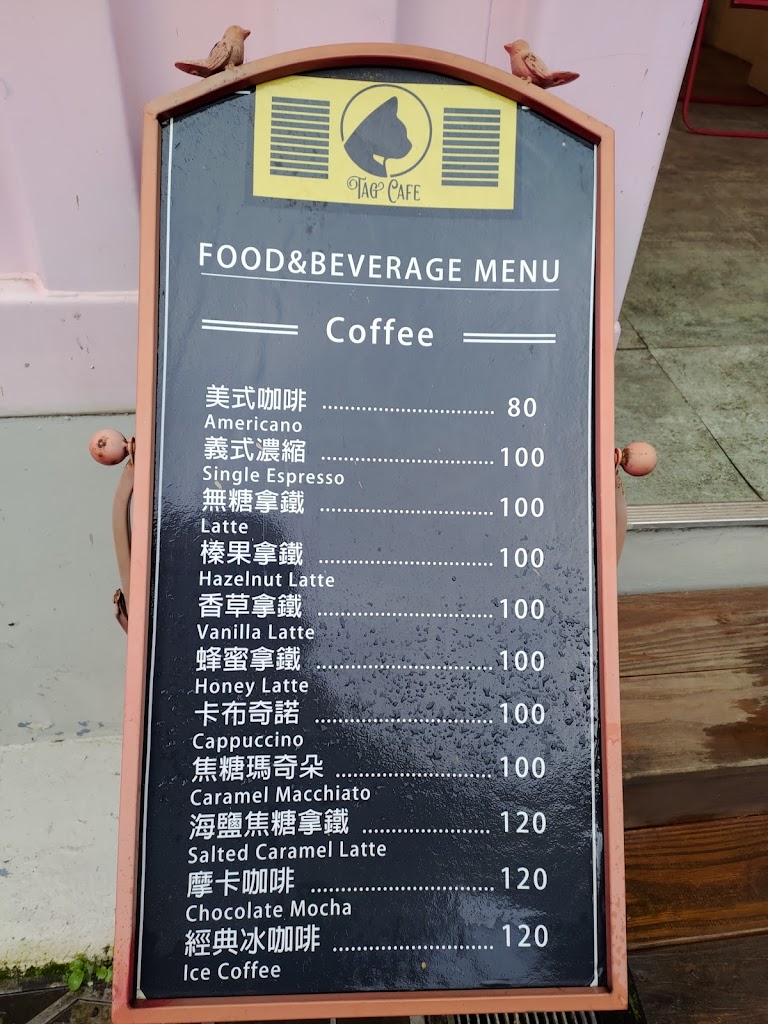 TAG CAFE
FOOD&BEVERAGE MENU
Coffee
美式咖啡 ................................ 80
Americano
義式濃縮 ................................ 100
Single Espresso
無糖拿鐵 ................................ 100
Latte
榛果拿鐵 ................................ 100
Hazelnut Latte
香草拿鐵 ................................ 100
Vanilla Latte
蜂蜜拿鐵 ................................ 100
Honey Latte
卡布奇諾 ................................ 100
Cappuccino
焦糖瑪奇朵 ............................ 100
Caramel Macchiato
海鹽焦糖拿鐵 ....................... 120
Salted Caramel Latte
摩卡咖啡 ................................ 120
Chocolate Mocha
經典冰咖啡 ............................ 120
Ice Coffee